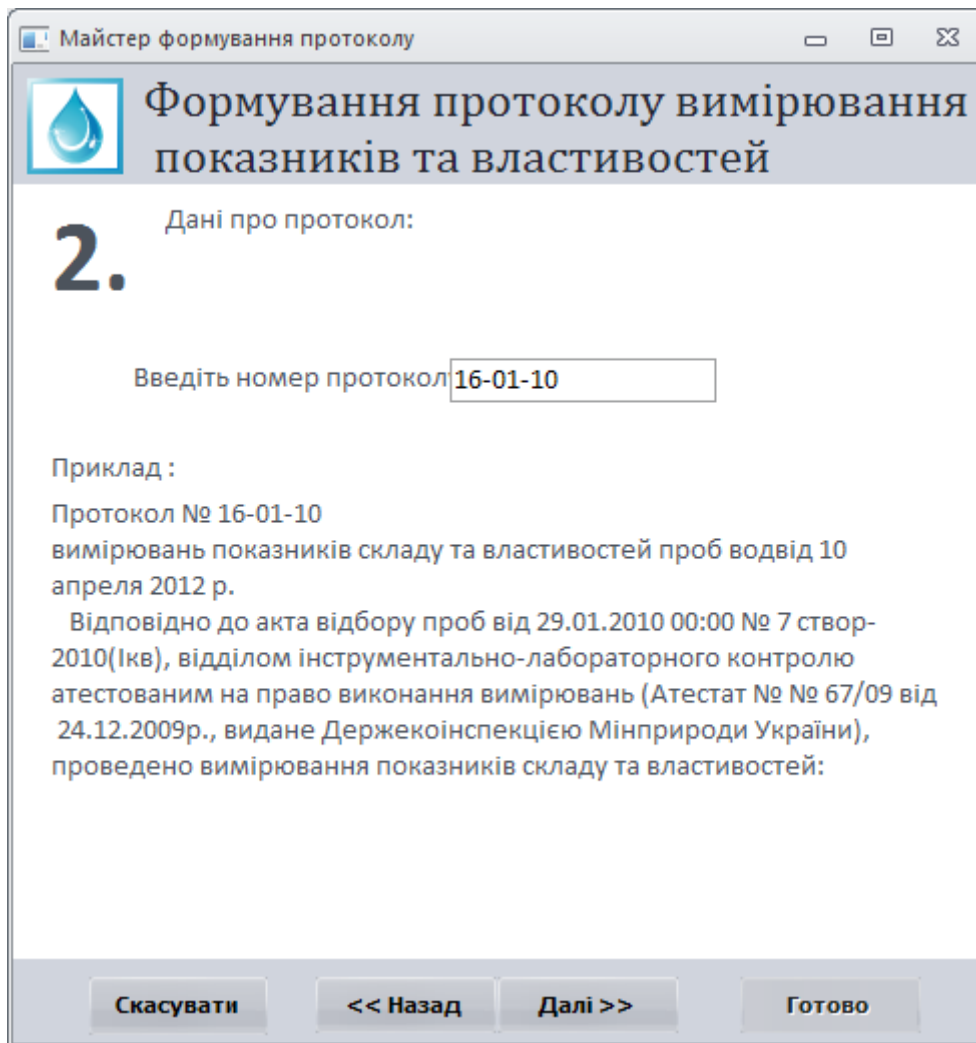 Майстер формування протоколу
Формування протоколу вимірювання
показників та властивостей
2.
Дані про протокол:
Введіть номер протокол
16-01-10
Приклад :
Протокол № 16-01-10
вимірювань показників складу та властивостей проб водвід 10
апреля 2012 р.
Відповідно до акта відбору проб від 29.01.2010 00:00 № 7 створ-
2010(Ікв), відділом інструментально-лабораторного контролю
атестованим на право виконання вимірювань (Атестат № № 67/09 від
24.12.2009р., видане Держекоінспекцією Мінприроди України),
проведено вимірювання показників складу та властивостей:
Скасувати
<< Назад
Далі >>
Готово